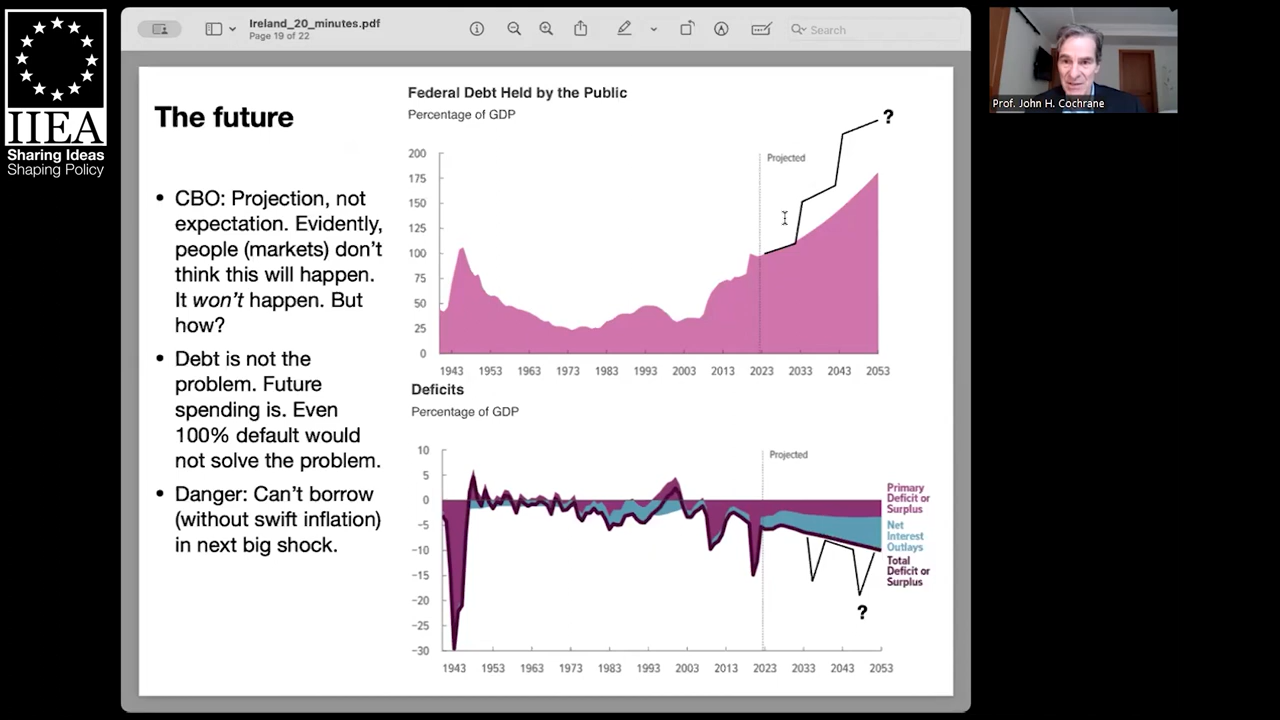 IIEA
Sharing Ideas
Shaping Policy
Ireland_20_minutes.pdf
Page 19 of 22
Search
Prof. John H. Cochrane
The future
• CBO: Projection, not
expectation. Evidently,
people (markets) don’t
think this will happen.
It won’t happen. But
how?
• Debt is not the
problem. Future
spending is. Even
100% default would
not solve the problem.
• Danger: Can’t borrow
(without swift inflation)
in next big shock.
Federal Debt Held by the Public
Percentage of GDP
?
Projected
200
175
150
125
100
75
50
25
0
1943 1953 1963 1973 1983 1993 2003 2013 2023 2033 2043 2053
Deficits
Percentage of GDP
Projected
10
5
0
−5
−10
−15
−20
−25
−30
Primary
Deficit or
Surplus
Net
Interest
Outlays
Total
Deficit or
Surplus
?
1943 1953 1963 1973 1983 1993 2003 2013 2023 2033 2043 2053